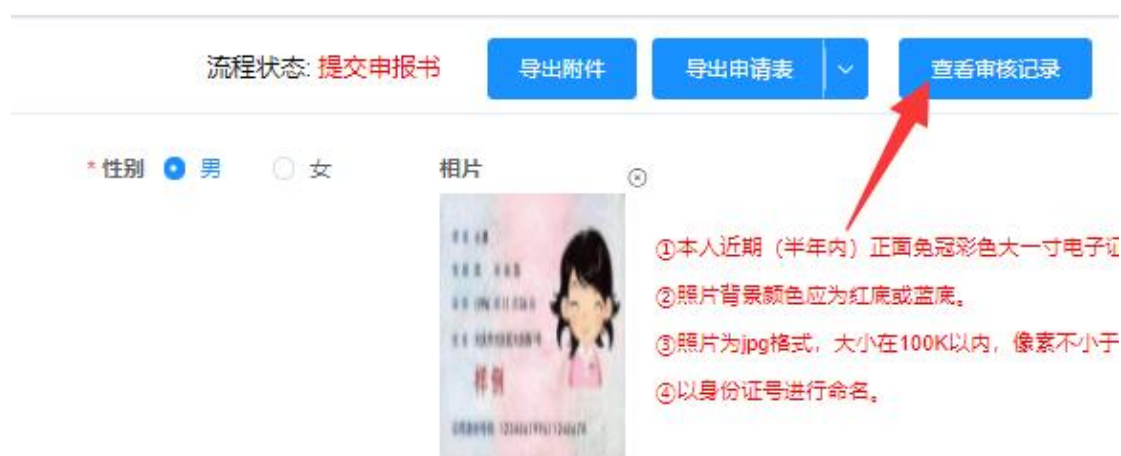 流程状态: 提交申报书 导出附件 导出申请表 查看审核记录
* 性别 男 女 相片
①本人近期（半年内）正面免冠彩色大一寸电子证
②照片背景颜色应为红底或蓝底。
③照片为jpg格式，大小在100K以内，像素不小于
④以身份证号进行命名。
样例